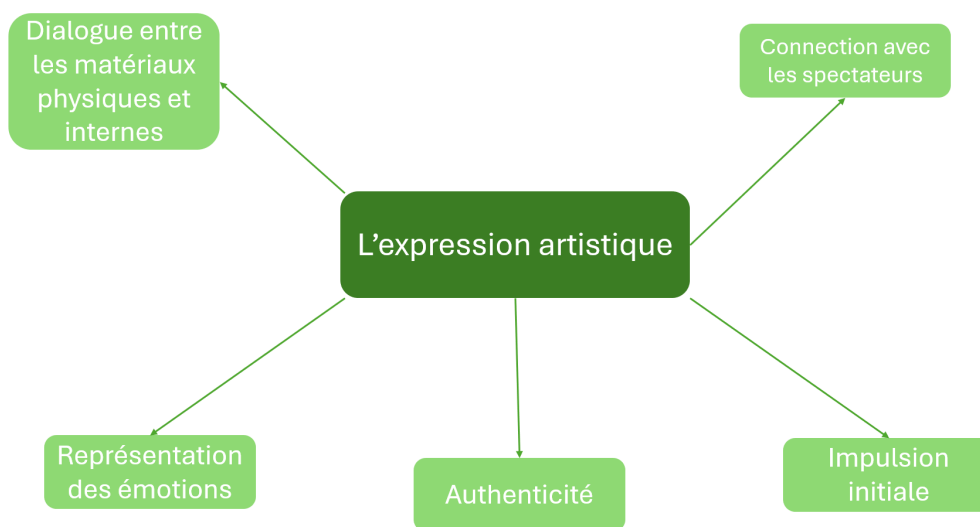 Dialogue entre
les matériaux
physiques et
internes
Connection avec
les spectateurs
L’expression artistique
Représentation
des émotions
Authenticité
Impulsion
initiale